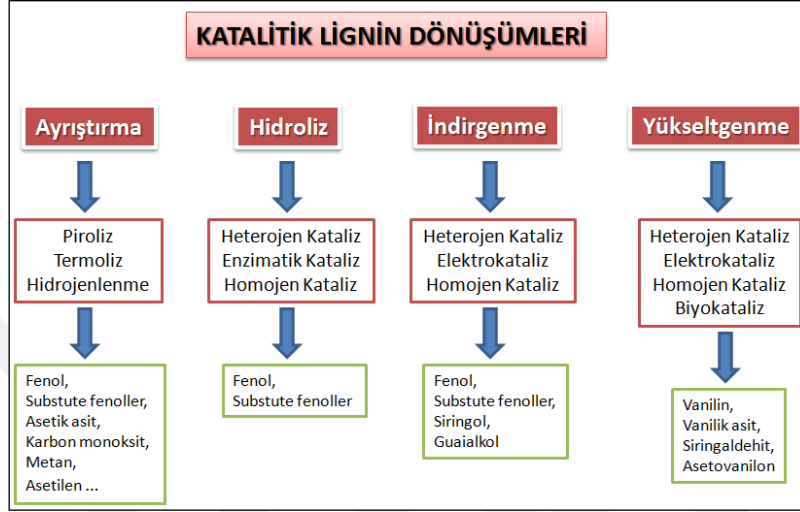 KATALİTİK LİGNİN DÖNÜŞÜMLERİ
Ayrıştırma
Piroliz
Termoliz
Hidrojenlenme
Fenol,
Substute fenoller,
Asetik asit,
Karbon monoksit,
Metan,
Asetilen ...
Hidroliz
Heterojen Kataliz
Enzimatik Kataliz
Homojen Kataliz
Fenol,
Substute fenoller
İndirgenme
Heterojen Kataliz
Elektrokataliz
Homojen Kataliz
Fenol,
Substute fenoller,
Siringol,
Guaialkol
Yükseltgenme
Heterojen Kataliz
Elektrokataliz
Homojen Kataliz
Biyokataliz
Vanilin,
Vanilik asit,
Siringaldehit,
Asetovanilon